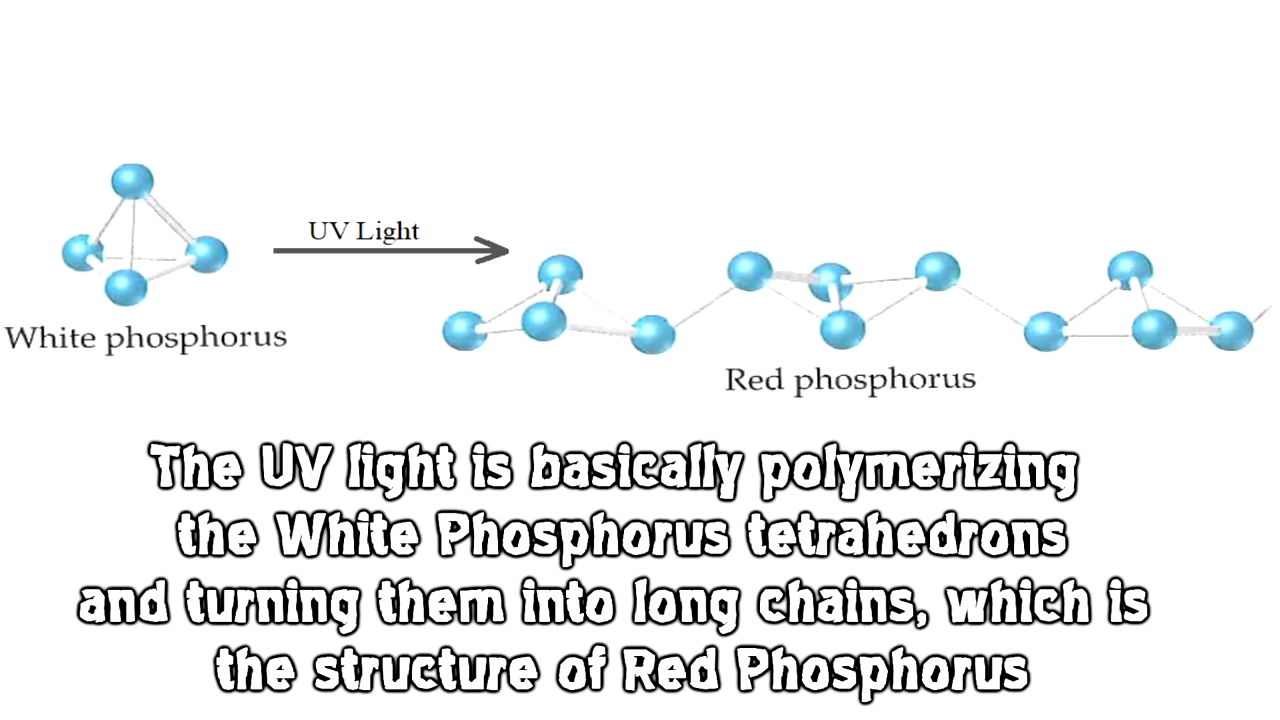 UV Light
White phosphorus
Red phosphorus
The UV light is basically polymerizing
the White Phosphorus tetrahedrons
and turning them into long chains, which is
the structure of Red Phosphorus